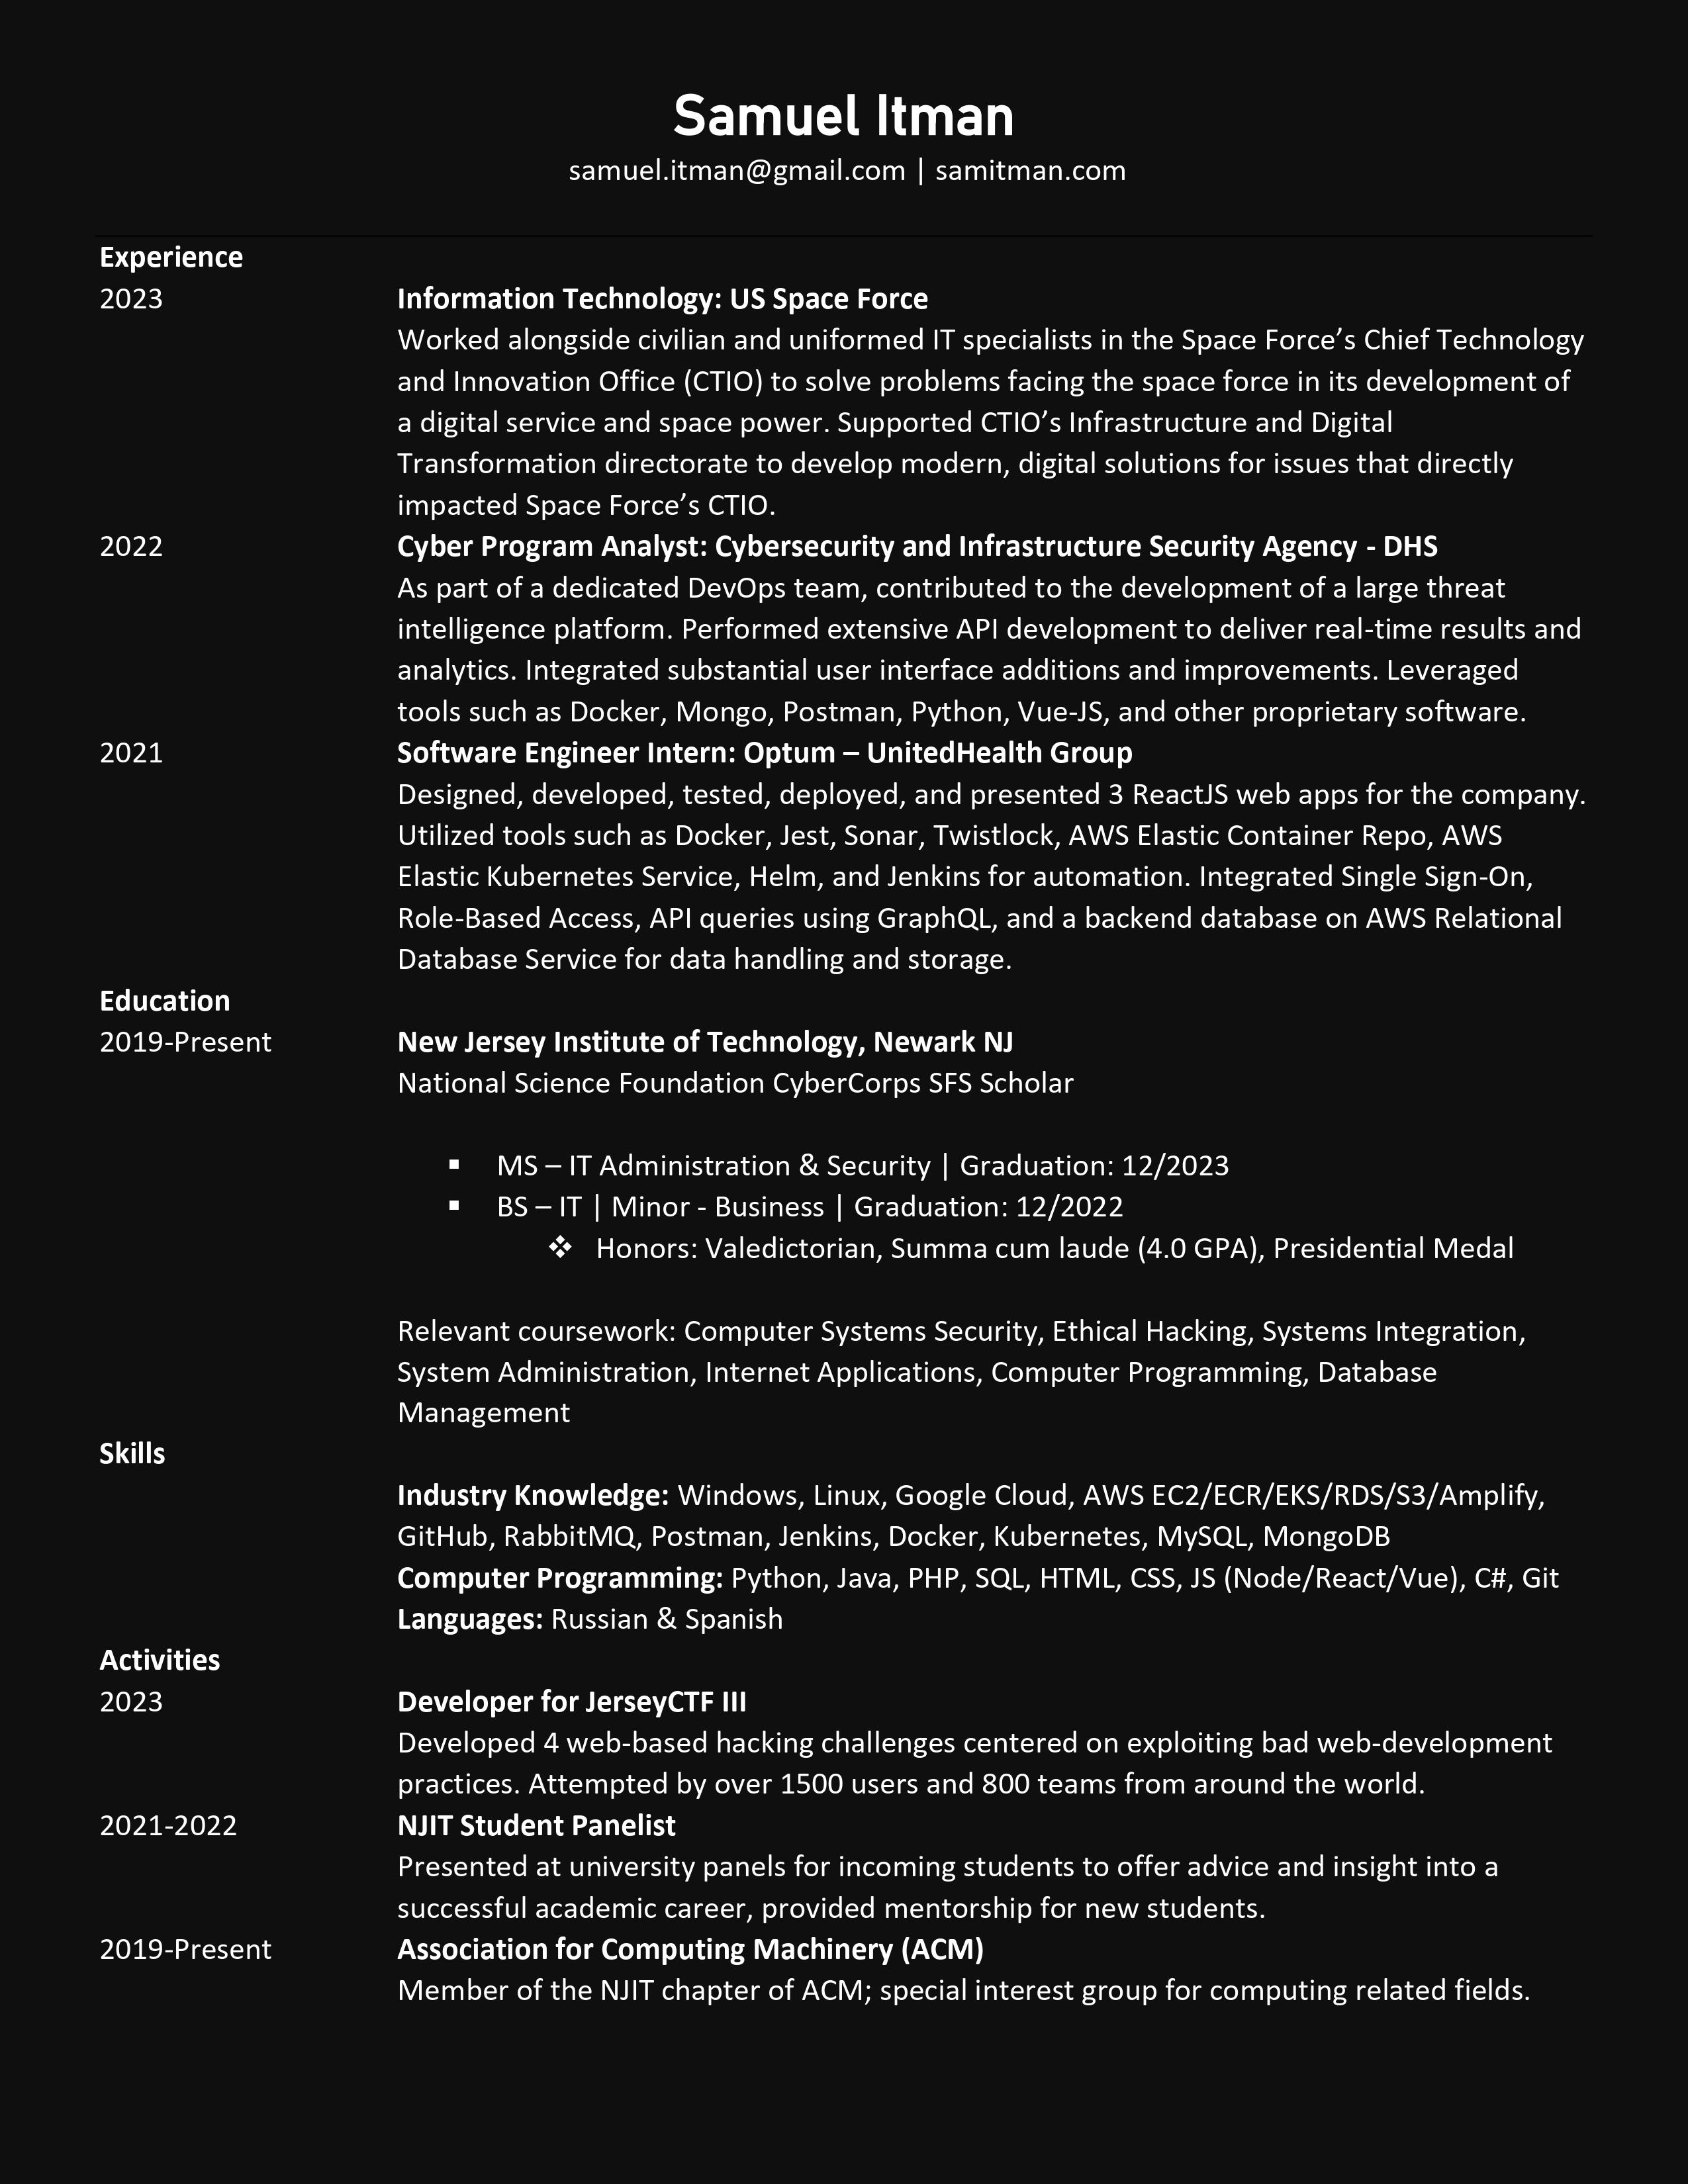 Samuel Itman
samuel.itman@gmail.com | samitman.com
Experience
2023 Information Technology: US Space Force
Worked alongside civilian and uniformed IT specialists in the Space Force’s Chief Technology
and Innovation Office (CTIO) to solve problems facing the space force in its development of
a digital service and space power. Supported CTIO’s Infrastructure and Digital
Transformation directorate to develop modern, digital solutions for issues that directly
impacted Space Force’s CTIO.
2022 Cyber Program Analyst: Cybersecurity and Infrastructure Security Agency - DHS
As part of a dedicated DevOps team, contributed to the development of a large threat
intelligence platform. Performed extensive API development to deliver real-time results and
analytics. Integrated substantial user interface additions and improvements. Leveraged
tools such as Docker, Mongo, Postman, Python, Vue-JS, and other proprietary software.
2021 Software Engineer Intern: Optum – UnitedHealth Group
Designed, developed, tested, deployed, and presented 3 ReactJS web apps for the company.
Utilized tools such as Docker, Jest, Sonar, Twistlock, AWS Elastic Container Repo, AWS
Elastic Kubernetes Service, Helm, and Jenkins for automation. Integrated Single Sign-On,
Role-Based Access, API queries using GraphQL, and a backend database on AWS Relational
Database Service for data handling and storage.
Education
2019-Present New Jersey Institute of Technology, Newark NJ
National Science Foundation CyberCorps SFS Scholar
▪ MS – IT Administration & Security | Graduation: 12/2023
▪ BS – IT | Minor - Business | Graduation: 12/2022
❖ Honors: Valedictorian, Summa cum laude (4.0 GPA), Presidential Medal
Relevant coursework: Computer Systems Security, Ethical Hacking, Systems Integration,
System Administration, Internet Applications, Computer Programming, Database
Management
Skills
Industry Knowledge: Windows, Linux, Google Cloud, AWS EC2/ECR/EKS/RDS/S3/Amplify,
GitHub, RabbitMQ, Postman, Jenkins, Docker, Kubernetes, MySQL, MongoDB
Computer Programming: Python, Java, PHP, SQL, HTML, CSS, JS (Node/React/Vue), C#, Git
Languages: Russian & Spanish
Activities
2023 Developer for JerseyCTF III
Developed 4 web-based hacking challenges centered on exploiting bad web-development
practices. Attempted by over 1500 users and 800 teams from around the world.
2021-2022 NJIT Student Panelist
Presented at university panels for incoming students to offer advice and insight into a
successful academic career, provided mentorship for new students.
2019-Present Association for Computing Machinery (ACM)
Member of the NJIT chapter of ACM; special interest group for computing related fields.